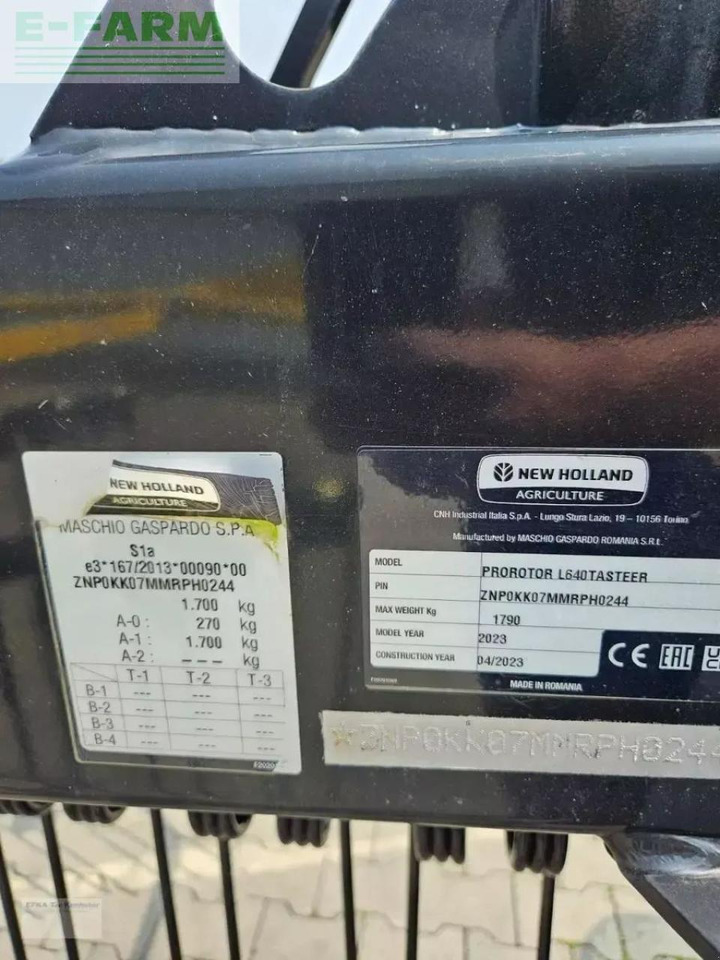 E-FARM
NEW HOLLAND
AGRICULTURE
MASCHIO GASPARDO S.P.A
S1a
e3*167/2013*00090*00
ZNP0KK07MMRPH0244
1.700 kg
A-0: 270 kg
A-1: 1.700 kg
A-2: --- kg
T-1 T-2 T-3
B-1 --- --- ---
B-2 --- --- ---
B-3 --- --- ---
B-4 --- --- ---
NEW HOLLAND
AGRICULTURE
CNH Industrial Italia S.p.A. - Lungo Stura Lazio, 19 - 10156 Torino
Manufactured by MASCHIO GASPARDO ROMANIA S.R.L.
MODEL PROROTOR L640TASTEER
PIN ZNP0KK07MMRPH0244
MAX WEIGHT Kg 1790
MODEL YEAR 2023
CONSTRUCTION YEAR 04/2023
CE EAC
MADE IN ROMANIA
*ZNP0KK07MMRPH0244